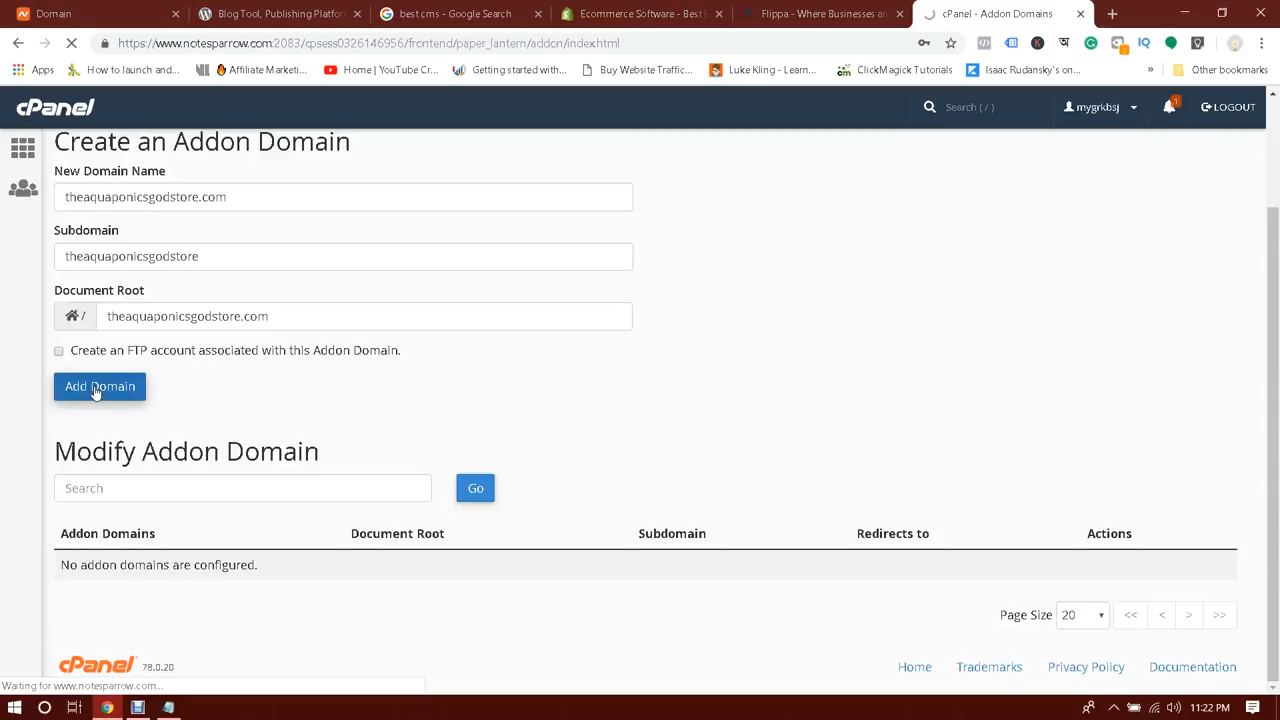 Domain
Blog Tool, Publishing Platfor
best cms - Google Search
Ecommerce Software - Best
Flippa - Where Businesses are
cPanel - Addon Domains
https://www.notesparrow.com:2083/cpsess0326146956/frontend/paper_lantern/addon/index.html
Apps
How to launch and...
Affiliate Marketi...
Home | YouTube Cr...
Getting started with...
Buy Website Traffic...
Luke Kling - Learn...
ClickMagick Tutorials
Isaac Rudansky's on...
»
Other bookmarks
cPanel
Search ( / )
mygrkbsj
1
LOGOUT
Create an Addon Domain
New Domain Name
theaquaponicsgodstore.com
Subdomain
theaquaponicsgodstore
Document Root
/
theaquaponicsgodstore.com
Create an FTP account associated with this Addon Domain.
Add Domain
Modify Addon Domain
Search
Go
Addon Domains
Document Root
Subdomain
Redirects to
Actions
No addon domains are configured.
Page Size
20
<<
<
>
>>
cPanel
78.0.20
Home
Trademarks
Privacy Policy
Documentation
Waiting for www.notesparrow.com...
11:22 PM